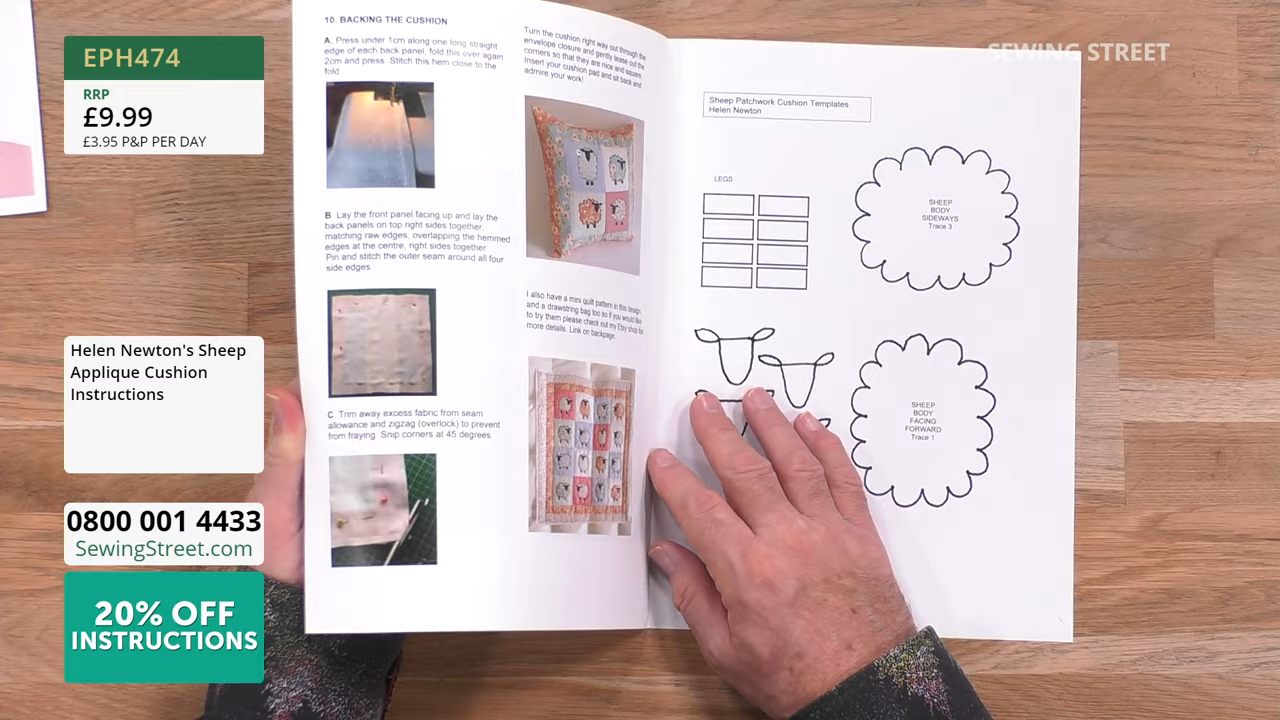 EPH474
RRP
£9.99
£3.95 P&P PER DAY
Helen Newton's Sheep
Applique Cushion
Instructions
0800 001 4433
SewingStreet.com
20% OFF
INSTRUCTIONS
SEWING STREET
10. BACKING THE CUSHION
A. Press under 1cm along one long straight
edge of each back panel, fold this over again
2cm and press. Stitch this hem close to the
fold
B Lay the front panel facing up and lay the
back panels on top right sides together,
matching raw edges, overlapping the hemmed
edges at the centre, right sides together
Pin and stitch the outer seam around all four
side edges
C Trim away excess fabric from seam
allowance and zigzag (overlock) to prevent
from fraying. Snip corners at 45 degrees
Turn the cushion right way out through the
envelope closure and gently tease out the
corners so that they are nice and square.
Insert your cushion pad and sit back and
admire your work!
I also have a mini quilt pattern in this design
and a drawstring bag too so if you would like
to try them please check out my Etsy shop for
more details. Link on backpage.
Sheep Patchwork Cushion Templates
Helen Newton
LEGS
SHEEP
BODY
SIDEWAYS
Trace 3
SHEEP
BODY
FACING
FORWARD
Trace 1